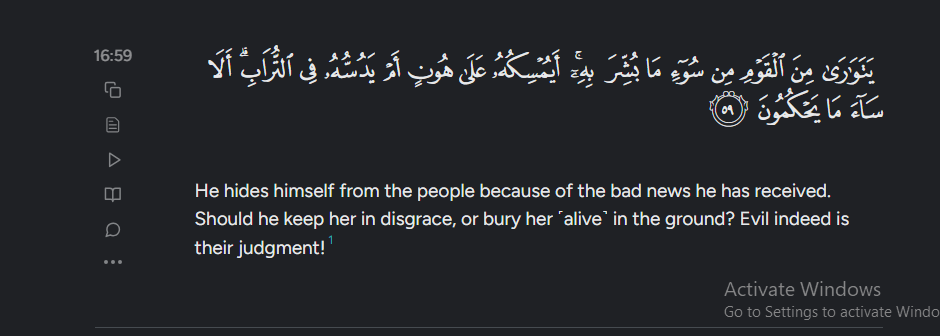 16:59
يَتَوَٰرَىٰ مِنَ ٱلْقَوْمِ مِن سُوٓءِ مَا بُشِّرَ بِهِۦٓ ۚ أَيُمْسِكُهُۥ عَلَىٰ هُونٍ أَمْ يَدُسُّهُۥ فِى ٱلتُّرَابِ ۗ أَلَا
سَآءَ مَا يَحْكُمُونَ ٥٩
He hides himself from the people because of the bad news he has received.
Should he keep her in disgrace, or bury her ˹alive˺ in the ground? Evil indeed is
their judgment! 1
Activate Windows
Go to Settings to activate Windo